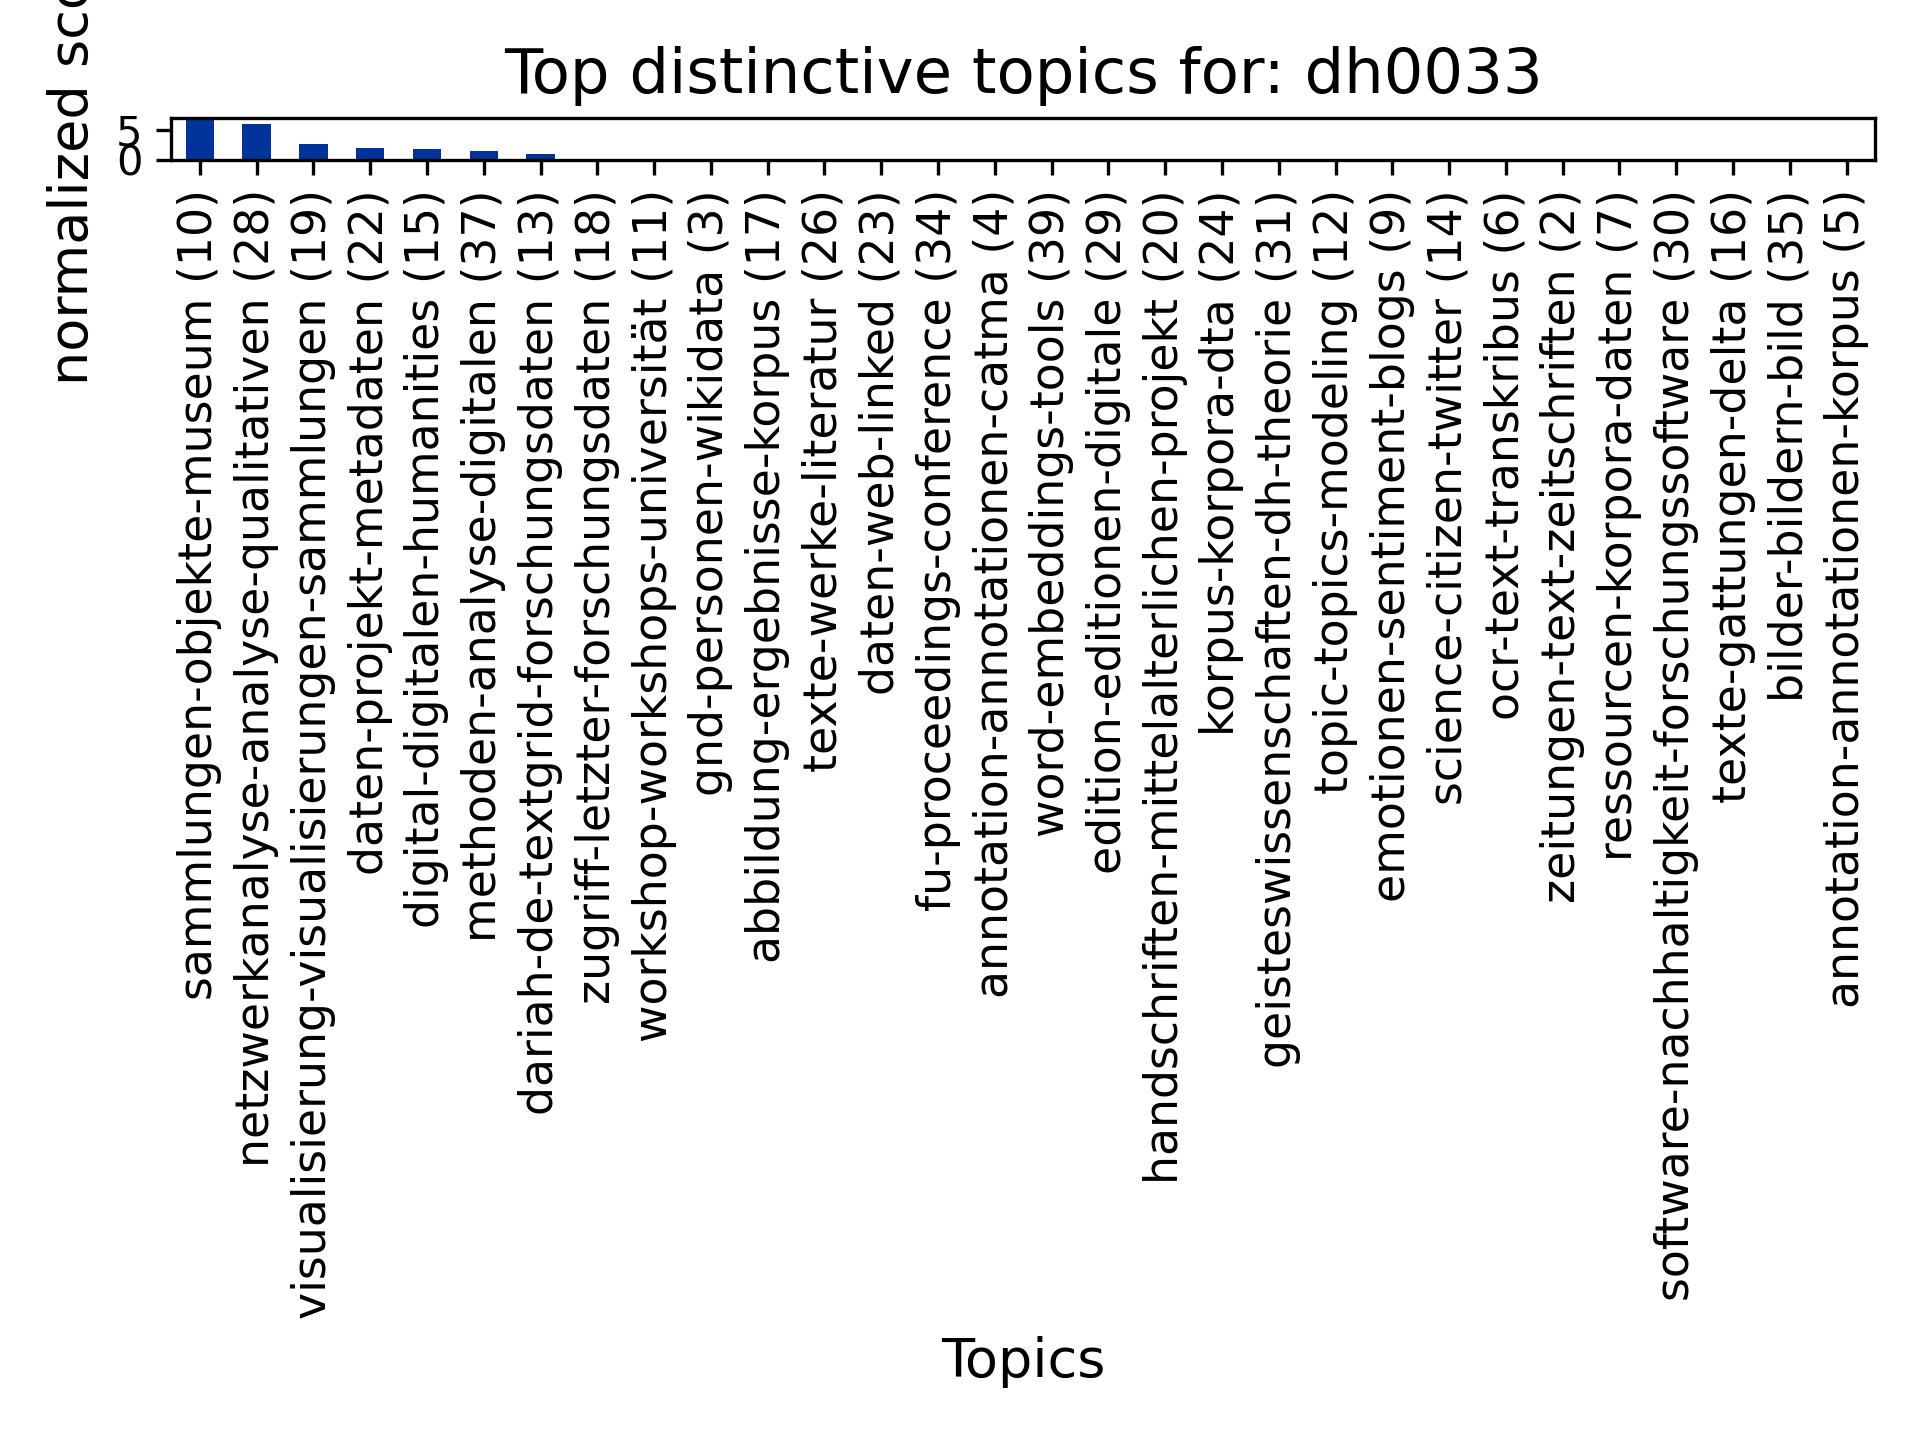 Top distinctive topics for: dh0033
normalized sco
5
0
sammlungen-objekte-museum (10)
netzwerkanalyse-analyse-qualitativen (28)
visualisierung-visualisierungen-sammlungen (19)
daten-projekt-metadaten (22)
digital-digitalen-humanities (15)
methoden-analyse-digitalen (37)
dariah-de-textgrid-forschungsdaten (13)
zugriff-letzter-forschungsdaten (18)
workshop-workshops-universität (11)
gnd-personen-wikidata (3)
abbildung-ergebnisse-korpus (17)
texte-werke-literatur (26)
daten-web-linked (23)
fu-proceedings-conference (34)
annotation-annotationen-catma (4)
word-embeddings-tools (39)
edition-editionen-digitale (29)
handschriften-mittelalterlichen-projekt (20)
korpus-korpora-dta (24)
geisteswissenschaften-dh-theorie (31)
topic-topics-modeling (12)
emotionen-sentiment-blogs (9)
science-citizen-twitter (14)
ocr-text-transkribus (6)
zeitungen-text-zeitschriften (2)
ressourcen-korpora-daten (7)
software-nachhaltigkeit-forschungssoftware (30)
texte-gattungen-delta (16)
bilder-bildern-bild (35)
annotation-annotationen-korpus (5)
Topics